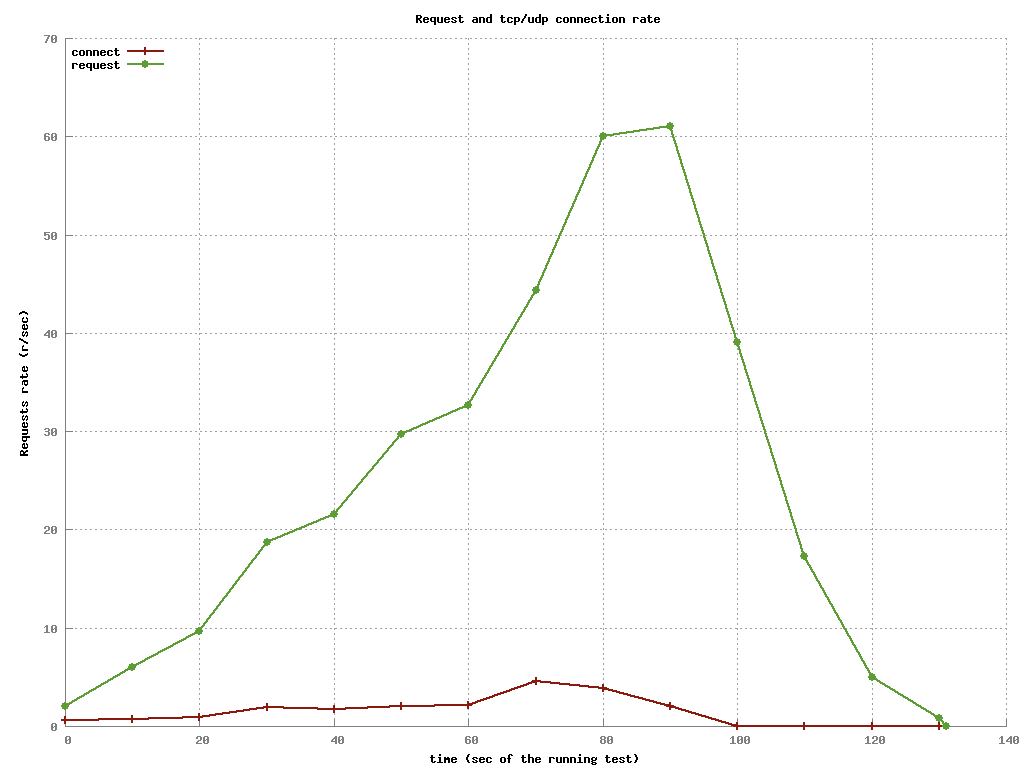 Request and tcp/udp connection rate
70
connect
request
60
50
40
30
20
10
0
Requests rate (r/sec)
0 20 40 60 80 100 120 140
time (sec of the running test)